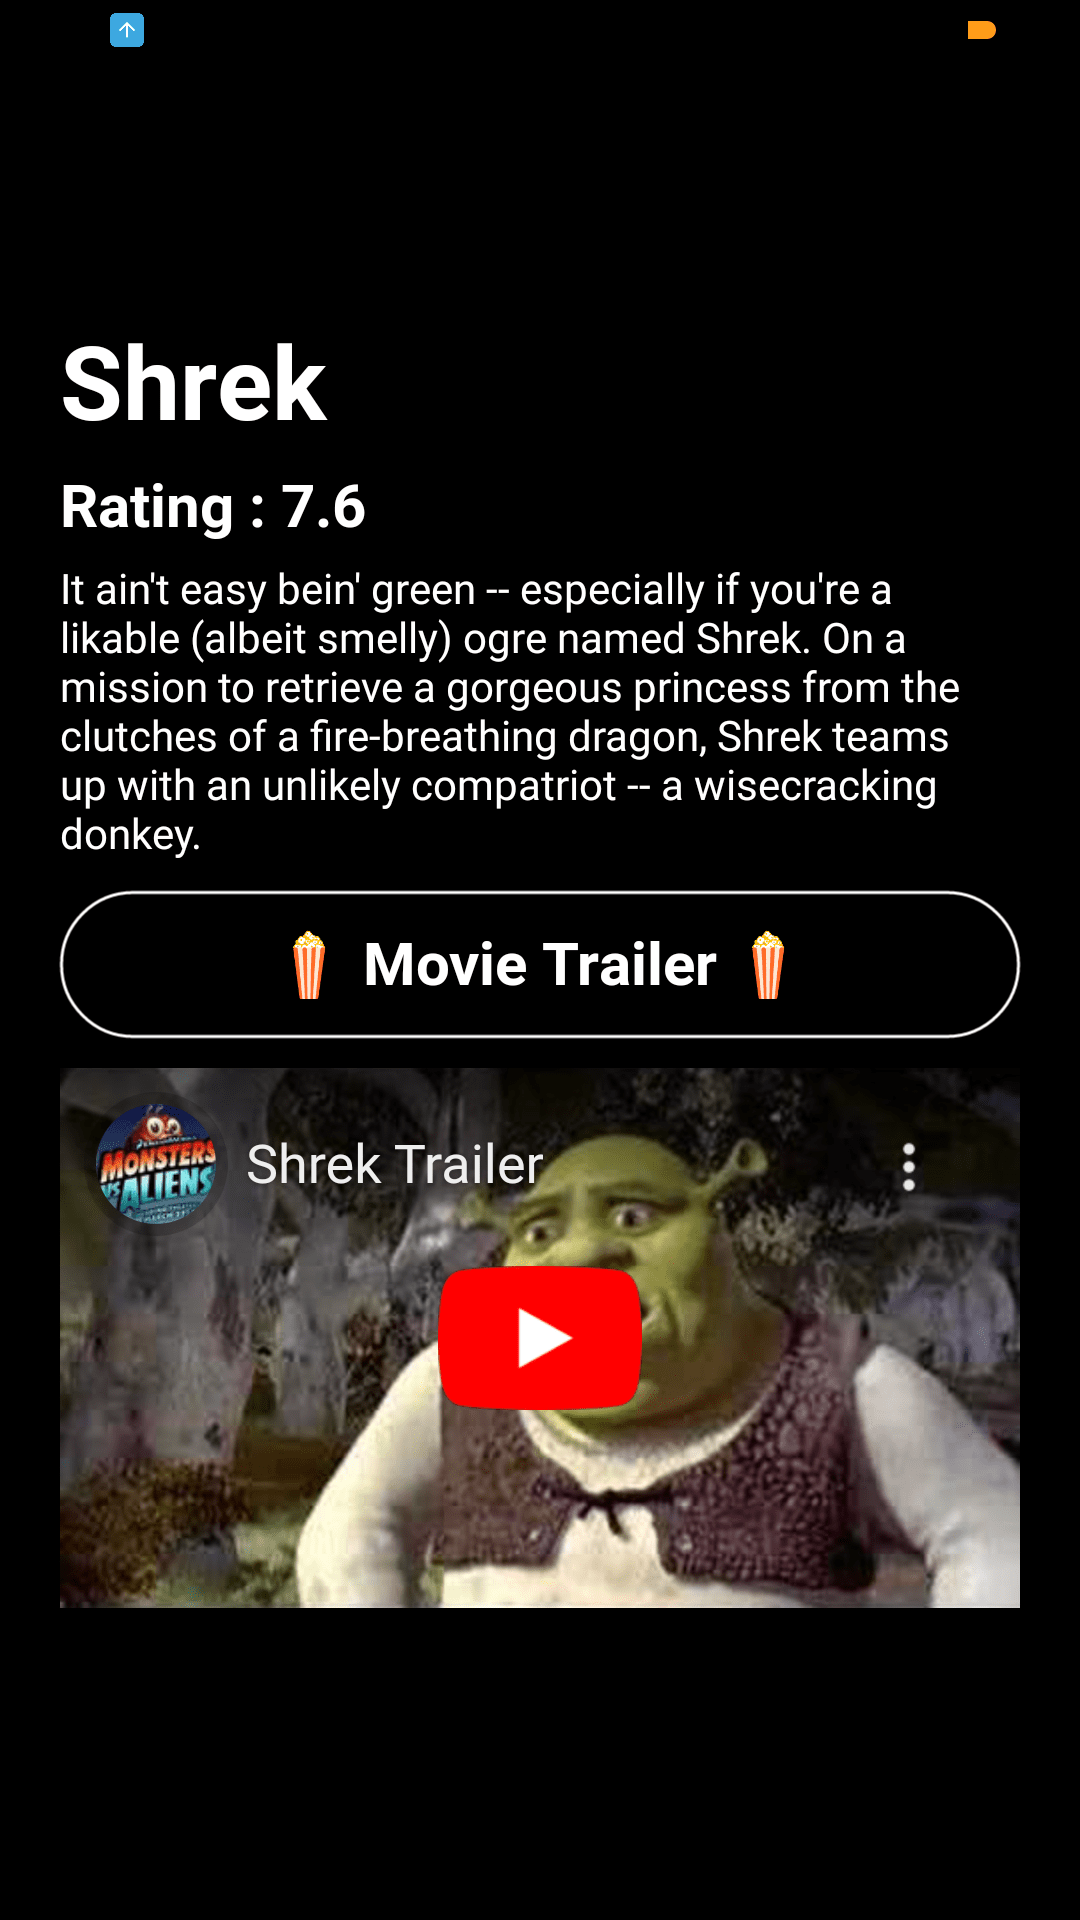 Shrek
Rating : 7.6
It ain't easy bein' green -- especially if you're a
likable (albeit smelly) ogre named Shrek. On a
mission to retrieve a gorgeous princess from the
clutches of a fire-breathing dragon, Shrek teams
up with an unlikely compatriot -- a wisecracking
donkey.
🍿 Movie Trailer 🍿
MONSTERS
VS ALIENS
Shrek Trailer